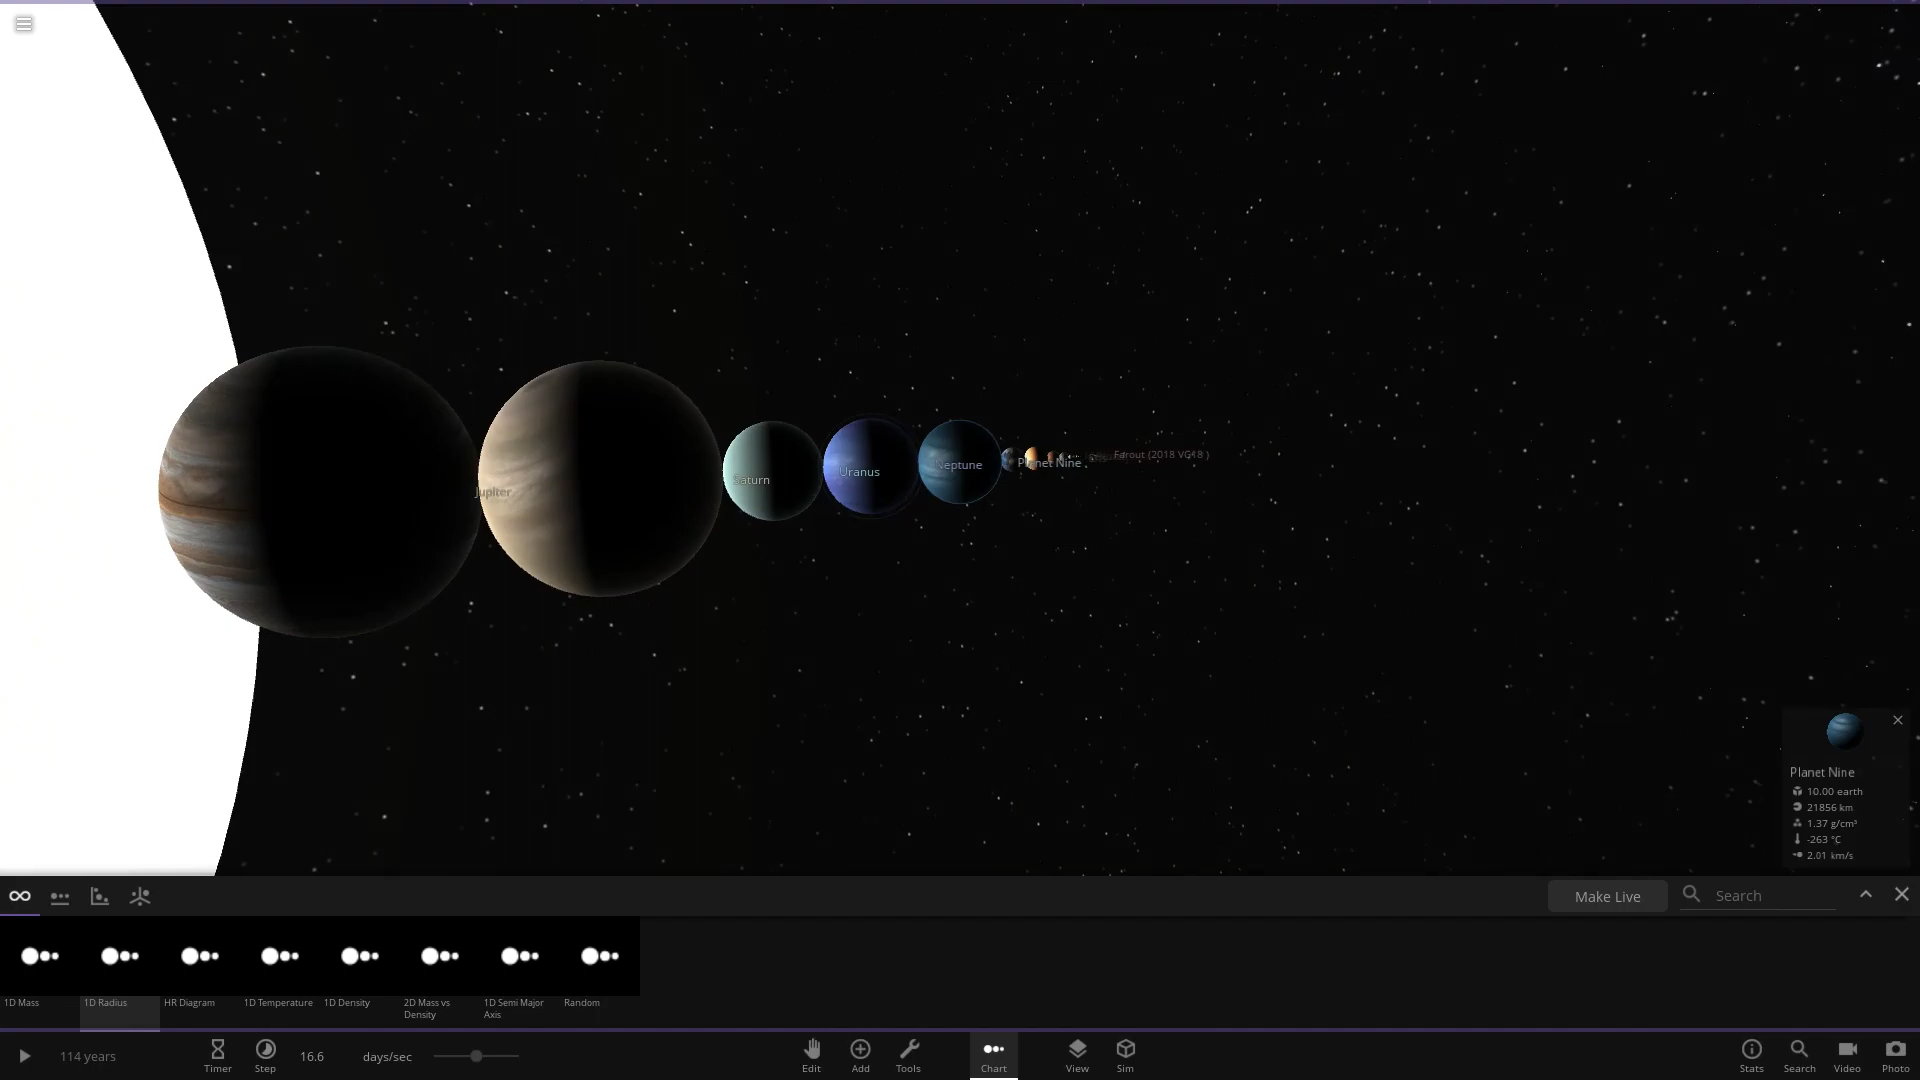 Jupiter
Saturn
Uranus
Neptune
Planet Nine
Farout (2018 VG18 )
Planet Nine
10.00 earth
21856 km
1.37 g/cm³
-263 °C
2.01 km/s
Make Live
Search
1D Mass
1D Radius
HR Diagram
1D Temperature
1D Density
2D Mass vs
Density
1D Semi Major
Axis
Random
114 years
Timer
Step
16.6
days/sec
Edit
Add
Tools
Chart
View
Sim
Stats
Search
Video
Photo